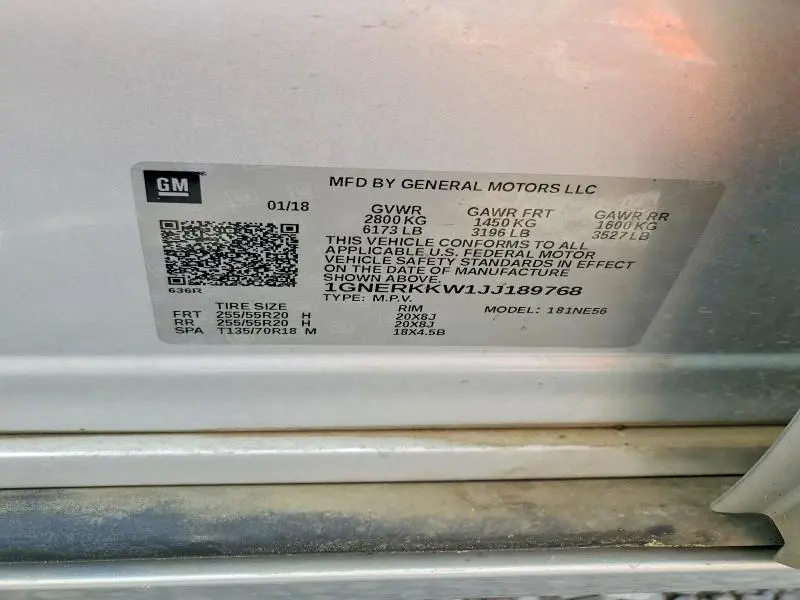 GM
MFD BY GENERAL MOTORS LLC
01/18
GVWR GAWR FRT GAWR RR
2800 KG 1450 KG 1600 KG
6173 LB 3196 LB 3527 LB
THIS VEHICLE CONFORMS TO ALL
APPLICABLE U.S. FEDERAL MOTOR
VEHICLE SAFETY STANDARDS IN EFFECT
ON THE DATE OF MANUFACTURE
SHOWN ABOVE.
636R
1GNERKKW1JJ189768
TYPE: M.P.V. MODEL: 181NE56
TIRE SIZE RIM
FRT 255/55R20 H 20X8J
RR 255/55R20 H 20X8J
SPA T135/70R18 M 18X4.5B